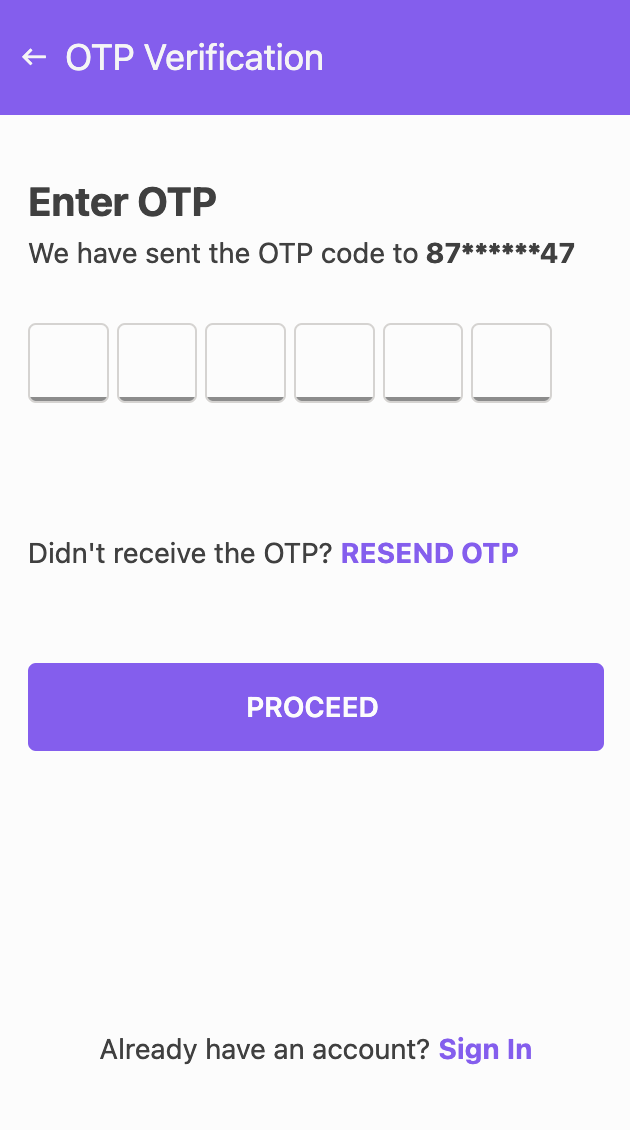 ← OTP Verification
Enter OTP
We have sent the OTP code to 87******47
Didn't receive the OTP? RESEND OTP
PROCEED
Already have an account? Sign In